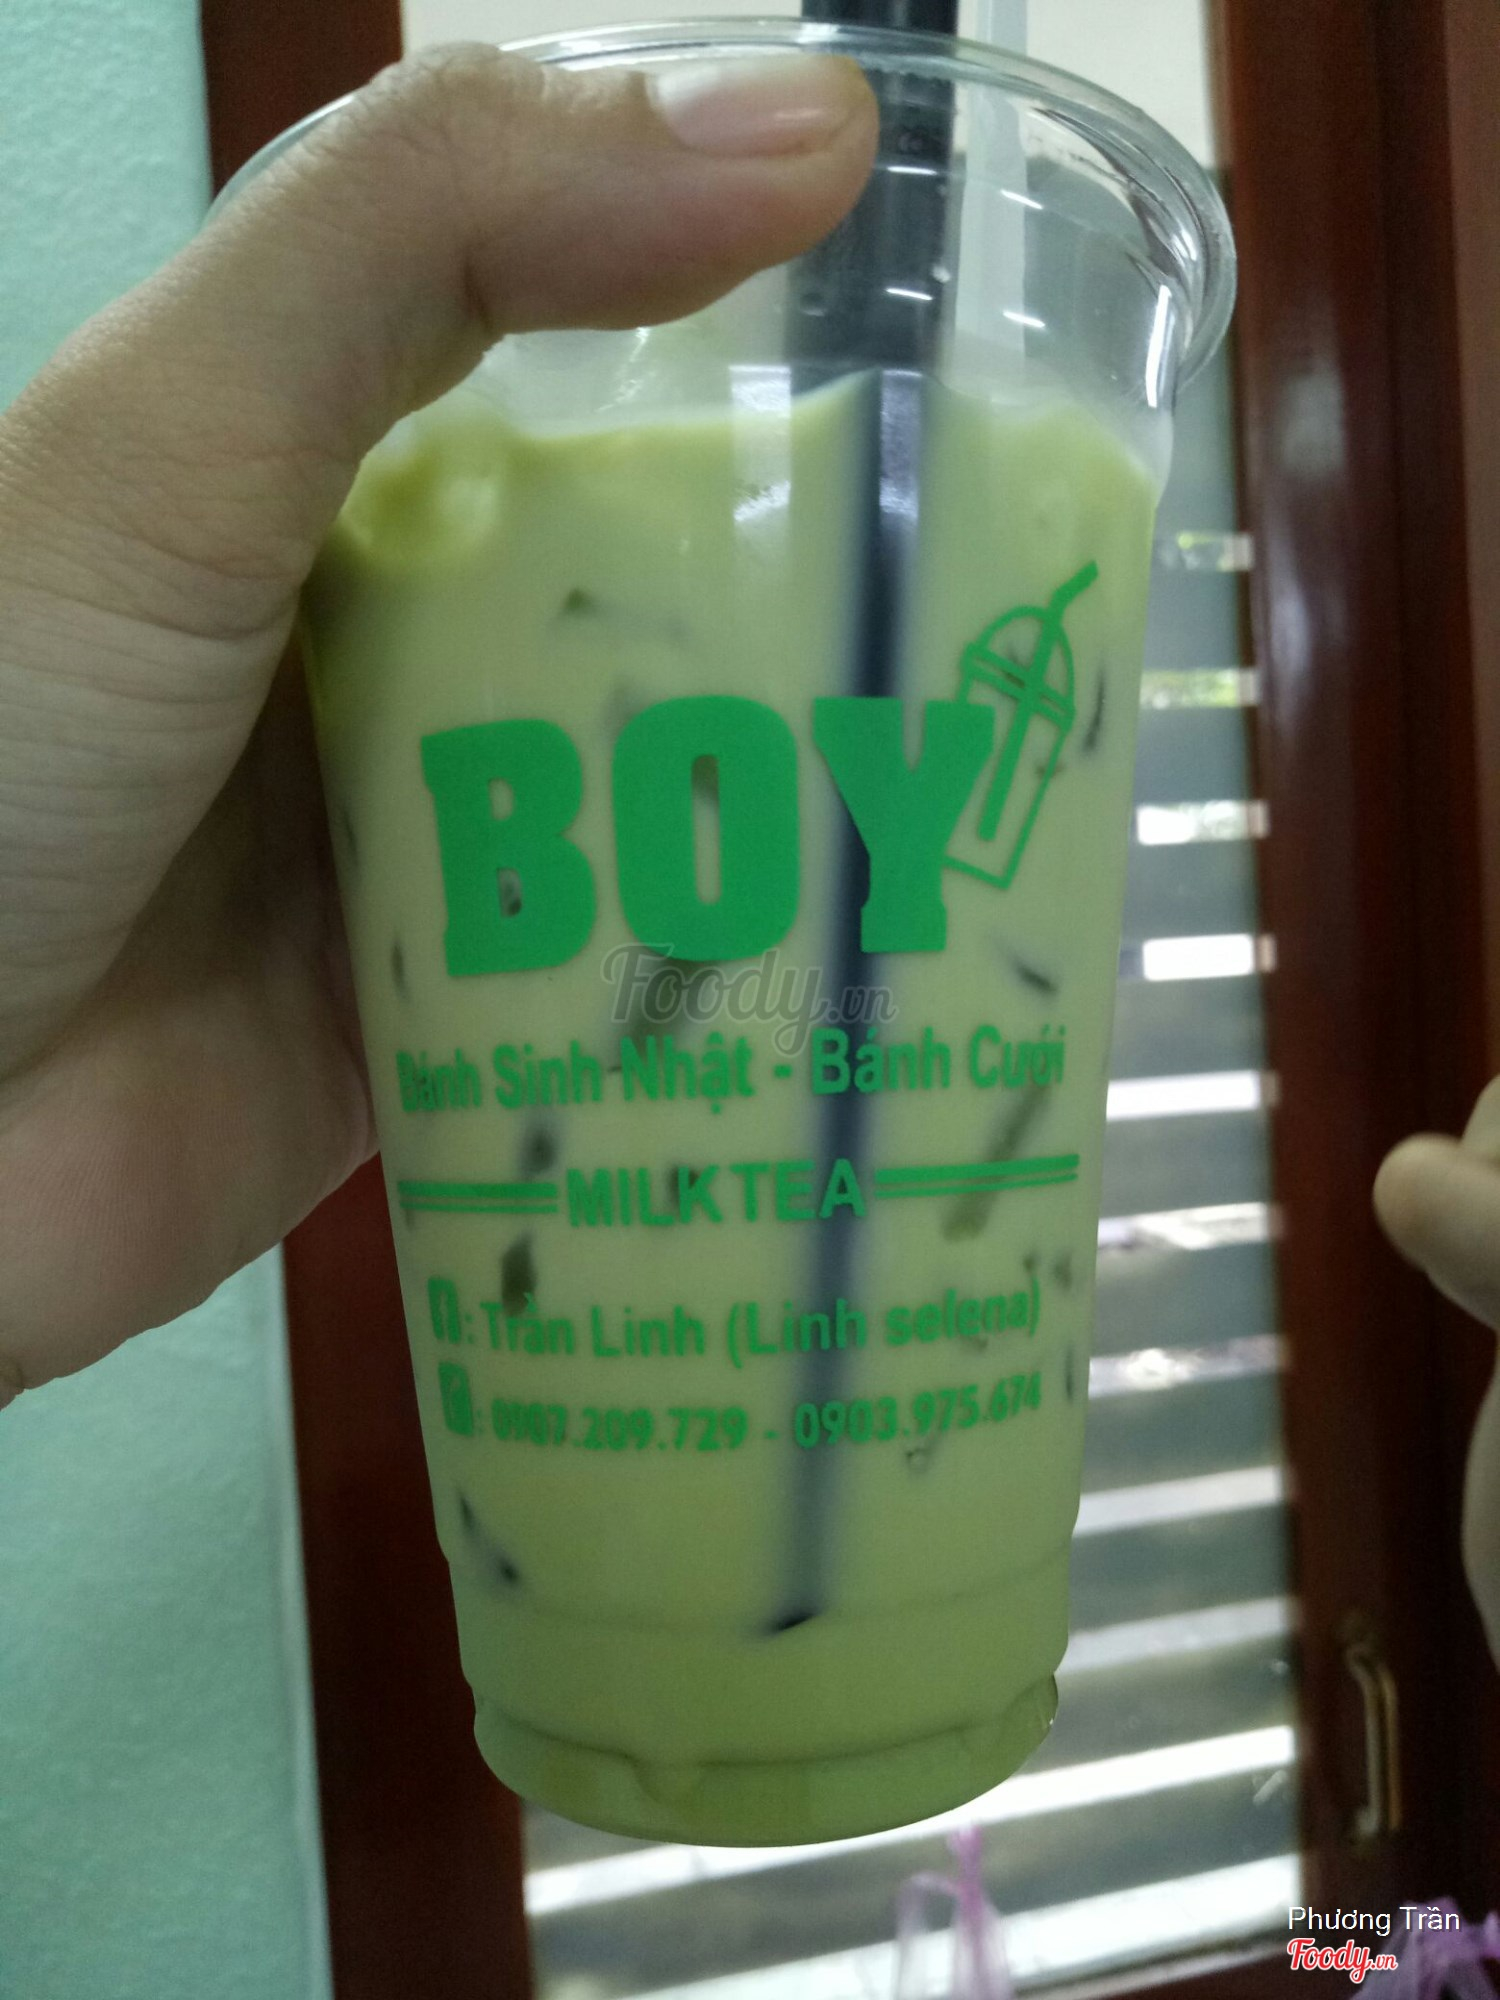 BOY
Foody.vn
Bánh Sinh Nhật - Bánh Cưới
MILKTEA
f: Trần Linh (Linh selena)
: 0907.209.729 - 0903.975.674
Phương Trần
Foody.vn